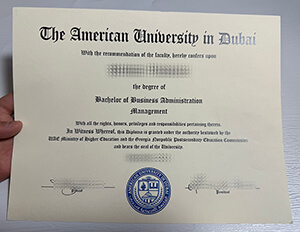 The American University in Dubai
With the recommendation of the faculty, hereby confers upon
the degree of
Bachelor of Business Administration
Management
With all the rights, honors, privileges and responsibilities pertaining thereto.
In Witness Whereof, this Diploma is granted under the authority bestowed by the
UAE Ministry of Higher Education and the Georgia Nonpublic Postsecondary Education Commission
and bears the seal of the University.
President